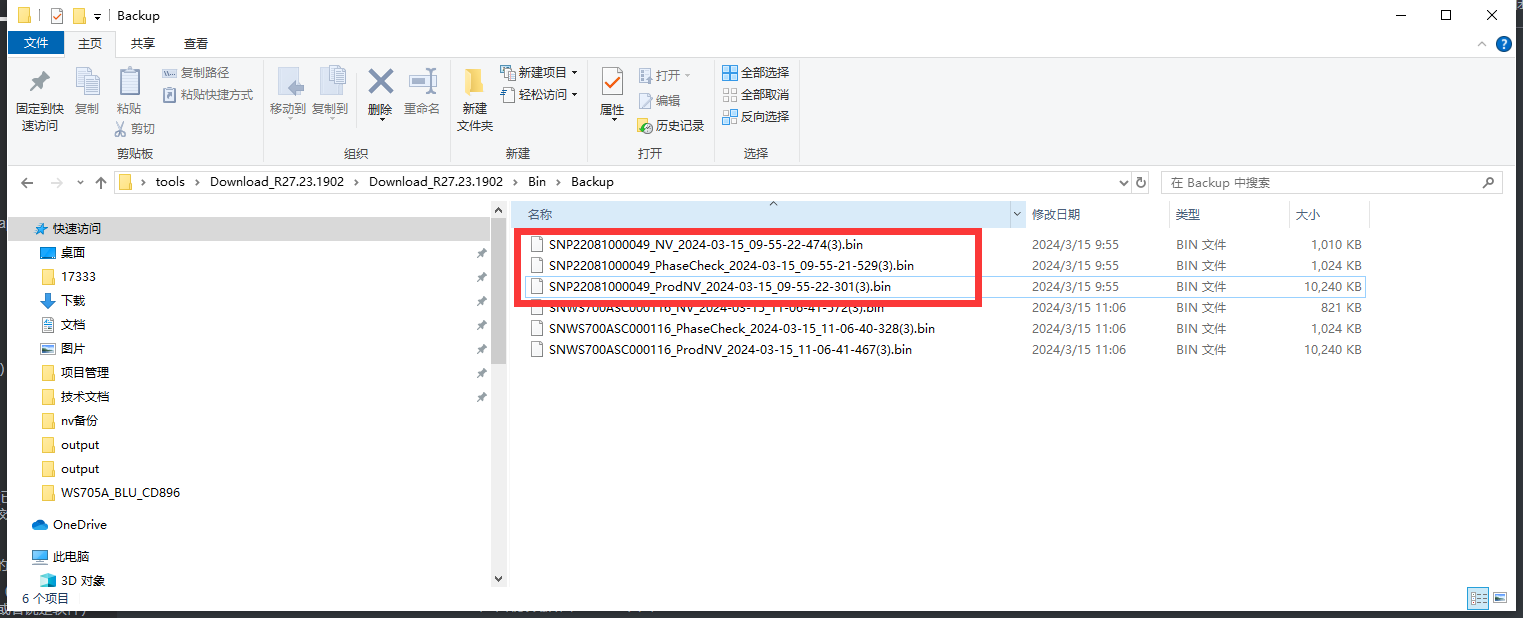 Backup
文件 主页 共享 查看
固定到快速访问
复制
粘贴
复制路径
粘贴快捷方式
剪切
剪贴板
移动到 复制到 删除 重命名
组织
新建文件夹
新建项目
轻松访问
新建
属性
打开
编辑
历史记录
打开
全部选择
全部取消
反向选择
选择
tools › Download_R27.23.1902 › Download_R27.23.1902 › Bin › Backup
在 Backup 中搜索
快速访问
桌面
17333
下载
文档
图片
项目管理
技术文档
nv备份
output
output
WS705A_BLU_CD896
OneDrive
此电脑
3D 对象
名称 修改日期 类型 大小
SNP22081000049_NV_2024-03-15_09-55-22-474(3).bin 2024/3/15 9:55 BIN 文件 1,010 KB
SNP22081000049_PhaseCheck_2024-03-15_09-55-21-529(3).bin 2024/3/15 9:55 BIN 文件 1,024 KB
SNP22081000049_ProdNV_2024-03-15_09-55-22-301(3).bin 2024/3/15 9:55 BIN 文件 10,240 KB
SNWS700ASC000116_NV_2024-03-15_11-06-41-572(3).bin 2024/3/15 11:06 BIN 文件 821 KB
SNWS700ASC000116_PhaseCheck_2024-03-15_11-06-40-328(3).bin 2024/3/15 11:06 BIN 文件 1,024 KB
SNWS700ASC000116_ProdNV_2024-03-15_11-06-41-467(3).bin 2024/3/15 11:06 BIN 文件 10,240 KB
6 个项目